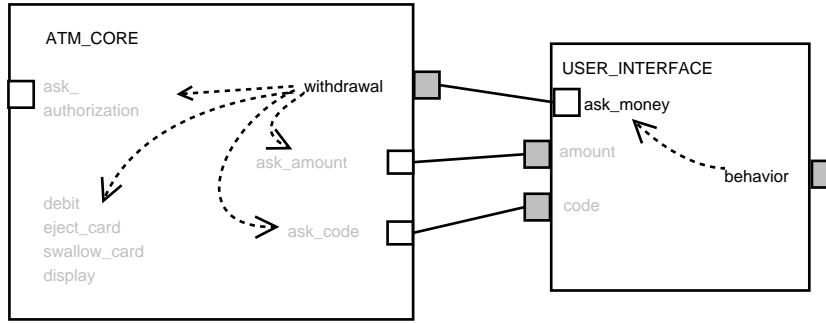 ATM_CORE
ask_
authorization
withdrawal
ask_amount
debit
eject_card
swallow_card
display
ask_code
USER_INTERFACE
ask_money
amount
behavior
code